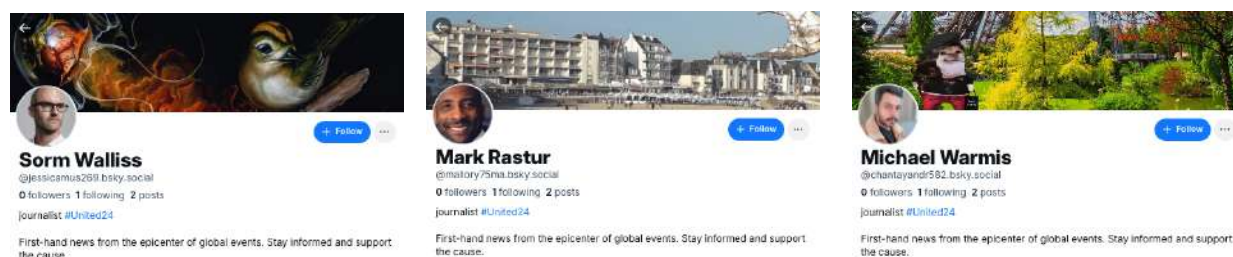 + Follow ...
Sorm Walliss
@jessicamus269.bsky.social
0 followers 1 following 2 posts
journalist #United24
First-hand news from the epicenter of global events. Stay informed and support
the cause.
+ Follow ...
Mark Rastur
@mallory75ma.bsky.social
0 followers 1 following 2 posts
journalist #United24
First-hand news from the epicenter of global events. Stay informed and support
the cause.
+ Follow ...
Michael Warmis
@chantayandr582.bsky.social
0 followers 1 following 2 posts
journalist #United24
First-hand news from the epicenter of global events. Stay informed and support
the cause.